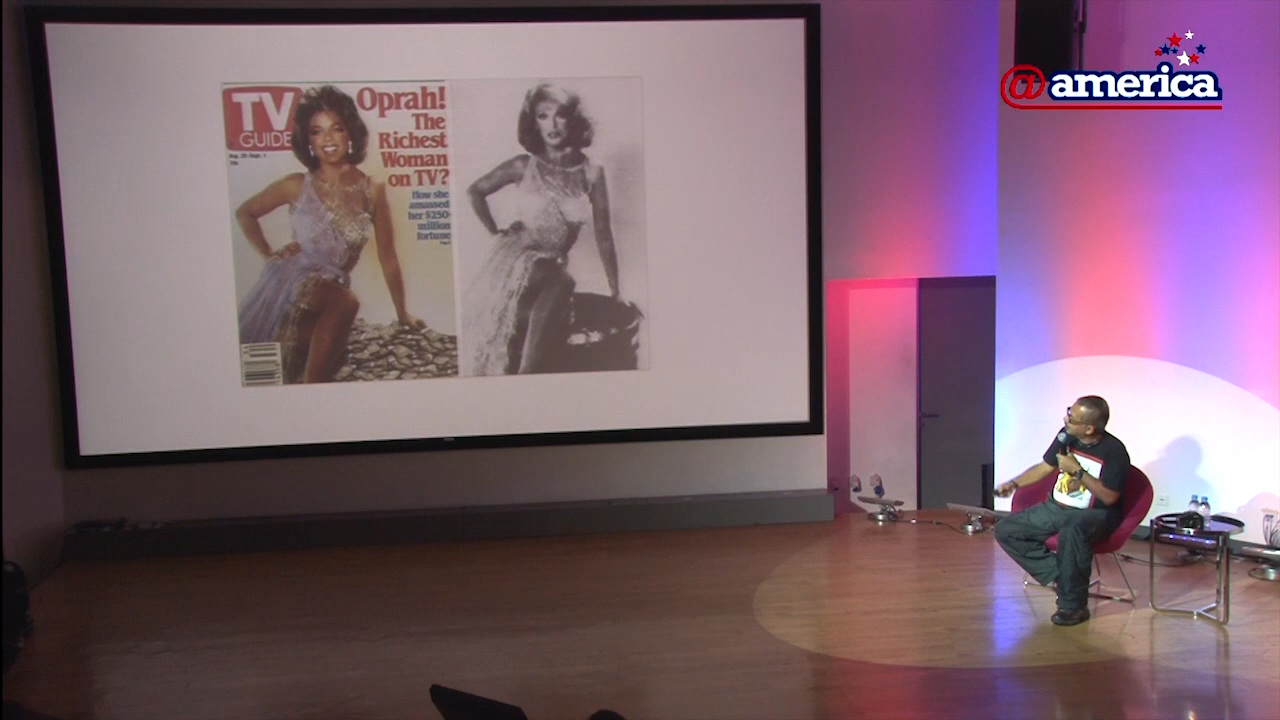 @america
TV
GUIDE
Oprah!
The
Richest
Woman
on TV?
How she
amassed
her $250-
million
fortune